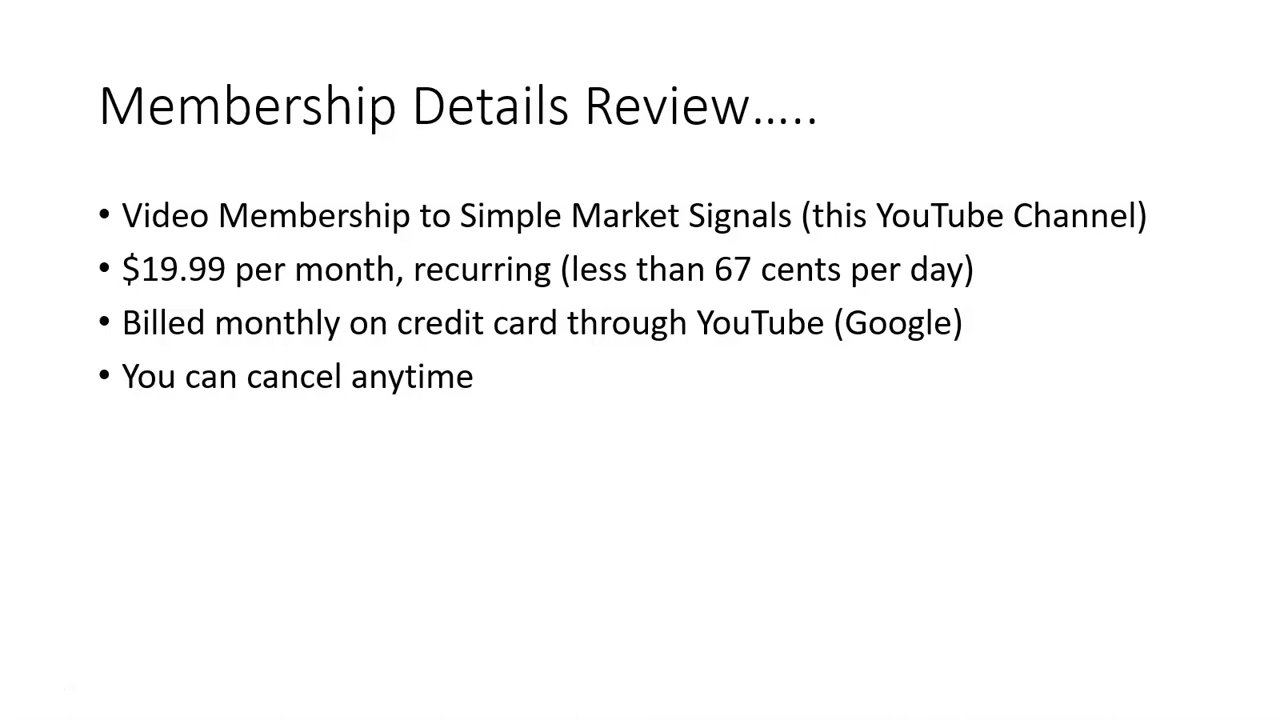 Membership Details Review…..
• Video Membership to Simple Market Signals (this YouTube Channel)
• $19.99 per month, recurring (less than 67 cents per day)
• Billed monthly on credit card through YouTube (Google)
• You can cancel anytime